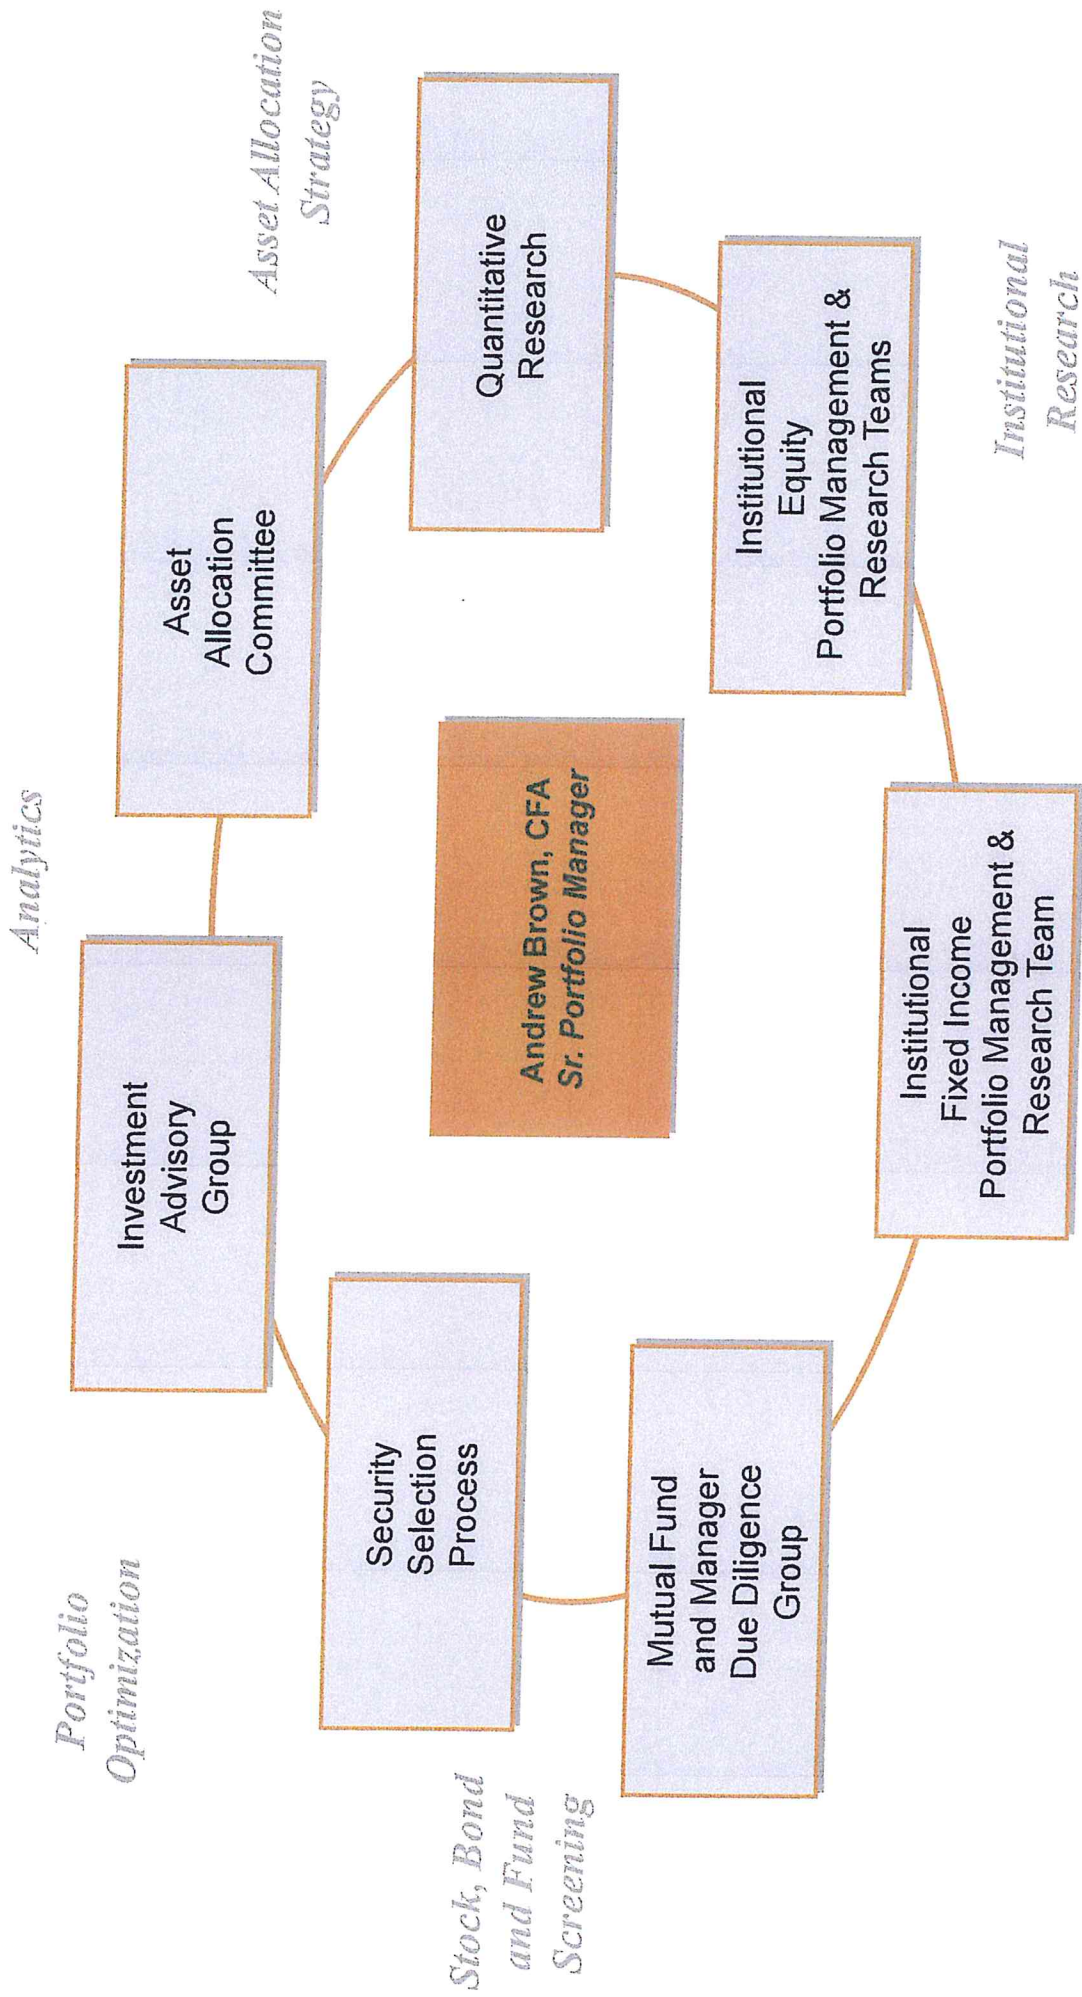 Analytics
Portfolio
Optimization
Asset Allocation
Strategy
Investment
Advisory
Group
Asset
Allocation
Committee
Security
Selection
Process
Andrew Brown, CFA
Sr. Portfolio Manager
Quantitative
Research
Stock, Bond
and Fund
Screening
Mutual Fund
and Manager
Due Diligence
Group
Institutional
Equity
Portfolio Management &
Research Teams
Institutional
Fixed Income
Portfolio Management &
Research Team
Institutional
Research